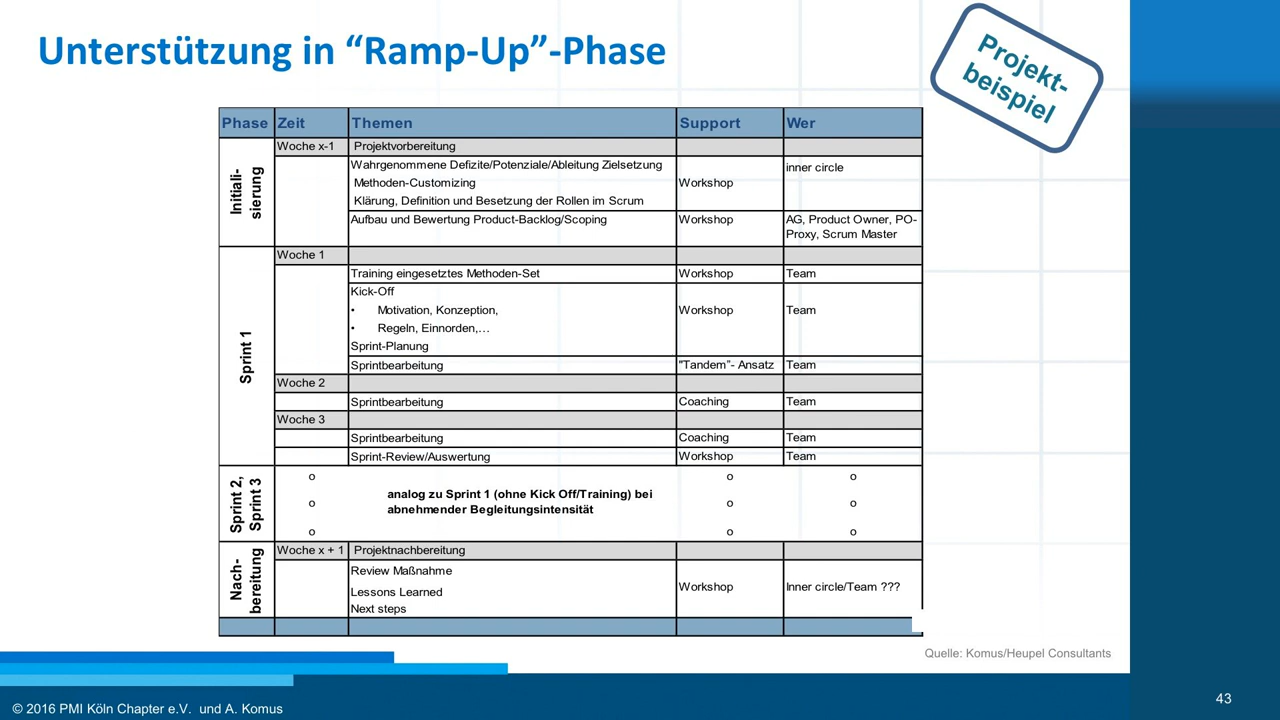 Unterstützung in “Ramp-Up”-Phase
Projekt-
beispiel
Phase Zeit Themen Support Wer
Initiali-
sierung
Woche x-1 Projektvorbereitung
Wahrgenommene Defizite/Potenziale/Ableitung Zielsetzung
Methoden-Customizing
Klärung, Definition und Besetzung der Rollen im Scrum
Workshop
inner circle
Aufbau und Bewertung Product-Backlog/Scoping Workshop AG, Product Owner, PO-
Proxy, Scrum Master
Sprint 1
Woche 1
Training eingesetztes Methoden-Set Workshop Team
Kick-Off
• Motivation, Konzeption,
• Regeln, Einnorden,…
Sprint-Planung
Workshop Team
Sprintbearbeitung "Tandem”- Ansatz Team
Woche 2
Sprintbearbeitung Coaching Team
Woche 3
Sprintbearbeitung Coaching Team
Sprint-Review/Auswertung Workshop Team
Sprint 2,
Sprint 3
o o o
analog zu Sprint 1 (ohne Kick Off/Training) bei
abnehmender Begleitungsintensität
o o o
o o o
Nach-
bereitung
Woche x + 1 Projektnachbereitung
Review Maßnahme
Lessons Learned
Next steps
Workshop Inner circle/Team ???
Quelle: Komus/Heupel Consultants
© 2016 PMI Köln Chapter e.V. und A. Komus
43